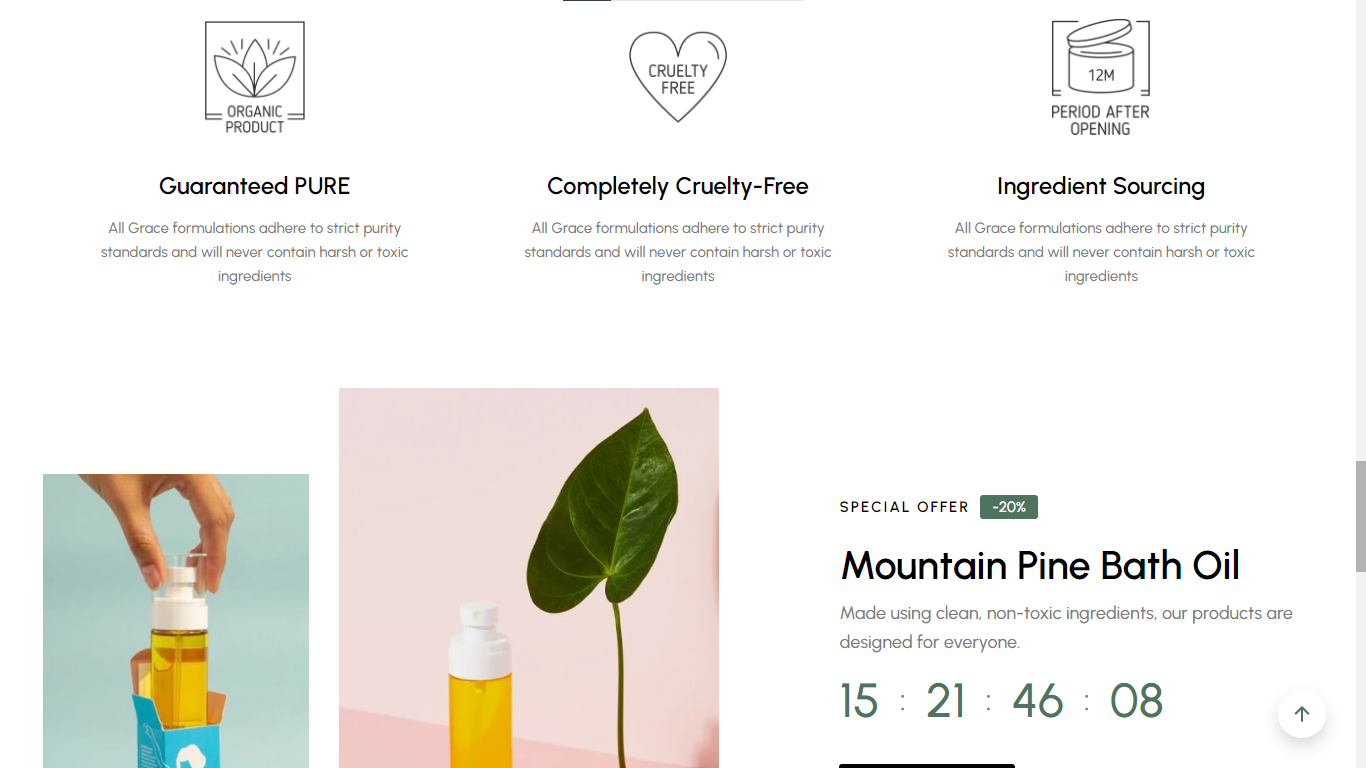 ORGANIC
PRODUCT
CRUELTY
FREE
12M
PERIOD AFTER
OPENING
Guaranteed PURE
Completely Cruelty-Free
Ingredient Sourcing
All Grace formulations adhere to strict purity
standards and will never contain harsh or toxic
ingredients
All Grace formulations adhere to strict purity
standards and will never contain harsh or toxic
ingredients
All Grace formulations adhere to strict purity
standards and will never contain harsh or toxic
ingredients
SPECIAL OFFER -20%
Mountain Pine Bath Oil
Made using clean, non-toxic ingredients, our products are
designed for everyone.
15 : 21 : 46 : 08